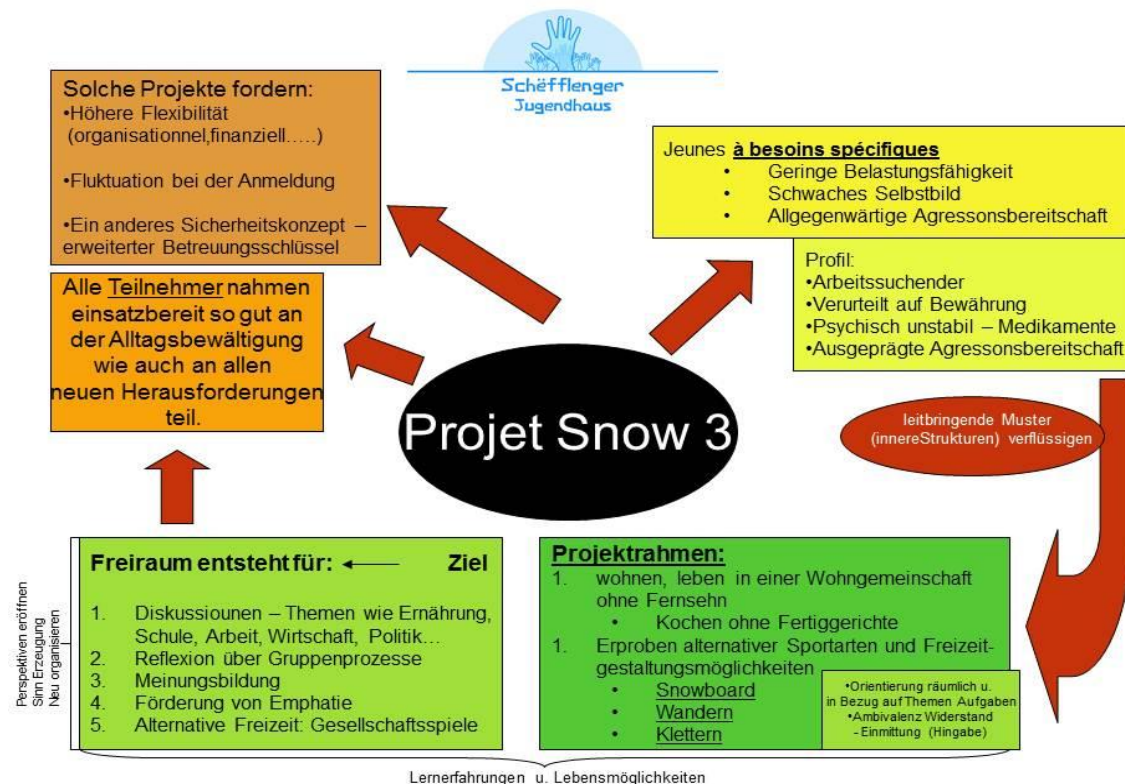 Schëfflenger
Jugendhaus
Solche Projekte fordern:
•Höhere Flexibilität
(organisationnel,finanziell…..)
•Fluktuation bei der Anmeldung
•Ein anderes Sicherheitskonzept –
erweiterter Betreuungsschlüssel
Jeunes à besoins spécifiques
• Geringe Belastungsfähigkeit
• Schwaches Selbstbild
• Allgegenwärtige Agressonsbereitschaft
Profil:
•Arbeitssuchender
•Verurteilt auf Bewährung
•Psychisch unstabil – Medikamente
•Ausgeprägte Agressonsbereitschaft
Alle Teilnehmer nahmen
einsatzbereit so gut an
der Alltagsbewältigung
wie auch an allen
neuen Herausforderungen
teil.
Projet Snow 3
leitbringende Muster
(innereStrukturen) verflüssigen
Perspektiven eröffnen
Sinn Erzeugung
Neu organisieren
Freiraum entsteht für: ← Ziel
1. Diskussiounen – Themen wie Ernährung,
Schule, Arbeit, Wirtschaft, Politik…
2. Reflexion über Gruppenprozesse
3. Meinungsbildung
4. Förderung von Emphatie
5. Alternative Freizeit: Gesellschaftsspiele
Projektrahmen:
1. wohnen, leben in einer Wohngemeinschaft
ohne Fernsehn
• Kochen ohne Fertiggerichte
1. Erproben alternativer Sportarten und Freizeit-
gestaltungsmöglichkeiten
• Snowboard
• Wandern
• Klettern
•Orientierung räumlich u.
in Bezug auf Themen Aufgaben
•Ambivalenz Widerstand
- Einmittung (Hingabe)
Lernerfahrungen u. Lebensmöglichkeiten